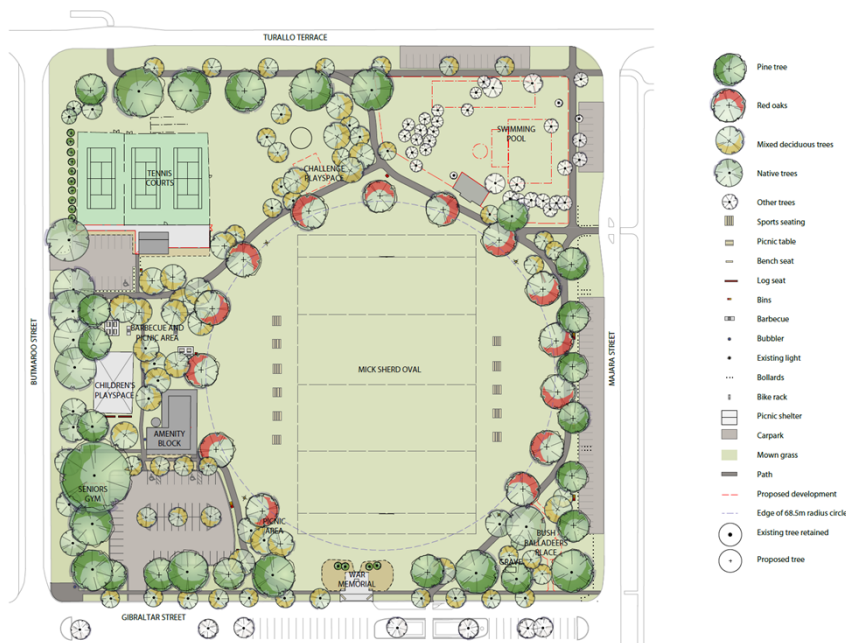 TURALLO TERRACE
SWIMMING
POOL
TENNIS
COURTS
CHALLENGE
PLAYSPACE
BUTMAROO STREET
BARBECUE AND
PICNIC AREA
MICK SHERD OVAL
MAJARA STREET
CHILDREN'S
PLAYSPACE
AMENITY
BLOCK
SENIORS
GYM
PICNIC
AREA
BUSH
BALLADEERS
PLACE
GRAVEL
WAR
MEMORIAL
GIBRALTAR STREET
Pine tree
Red oaks
Mixed deciduous trees
Native trees
Other trees
Sports seating
Picnic table
Bench seat
Log seat
Bins
Barbecue
Bubbler
Existing light
Bollards
Bike rack
Picnic shelter
Carpark
Mown grass
Path
Proposed development
Edge of 68.5m radius circle
Existing tree retained
Proposed tree